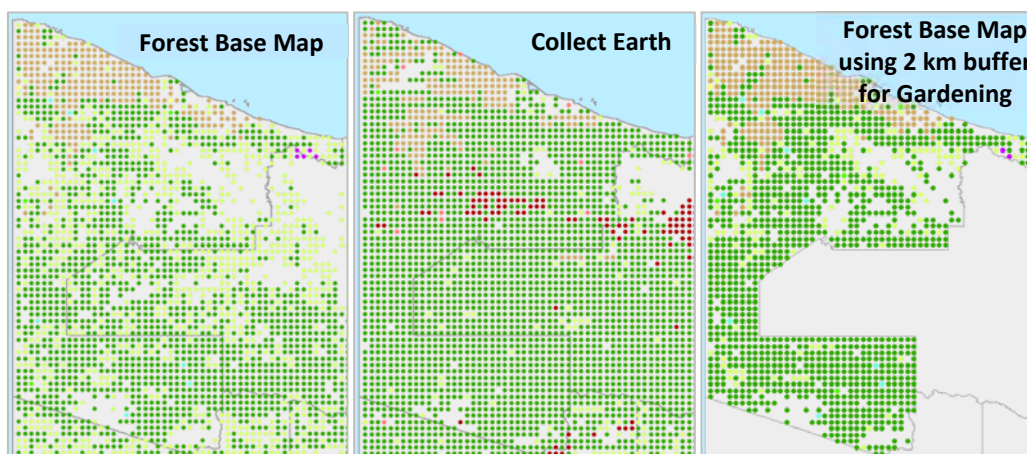 Forest Base Map
Collect Earth
Forest Base Map
using 2 km buffer
for Gardening